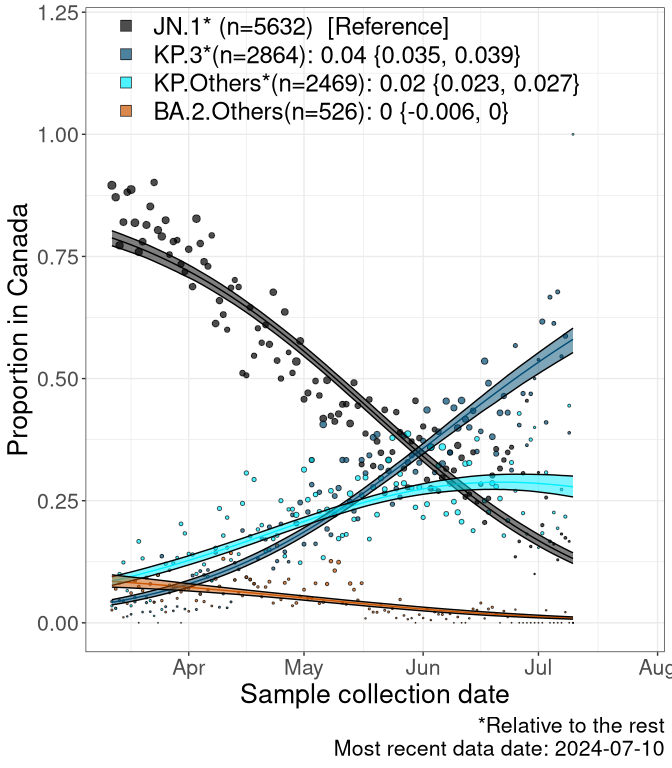 JN.1* (n=5632) [Reference]
KP.3*(n=2864): 0.04 {0.035, 0.039}
KP.Others*(n=2469): 0.02 {0.023, 0.027}
BA.2.Others(n=526): 0 {-0.006, 0}
Proportion in Canada
1.25
1.00
0.75
0.50
0.25
0.00
Apr May Jun Jul Aug
Sample collection date
*Relative to the rest
Most recent data date: 2024-07-10